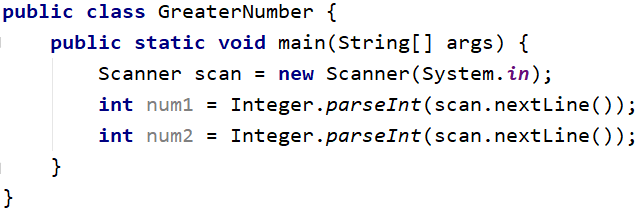 public class GreaterNumber {
    public static void main(String[] args) {
        Scanner scan = new Scanner(System.in);
        int num1 = Integer.parseInt(scan.nextLine());
        int num2 = Integer.parseInt(scan.nextLine());
    }
}